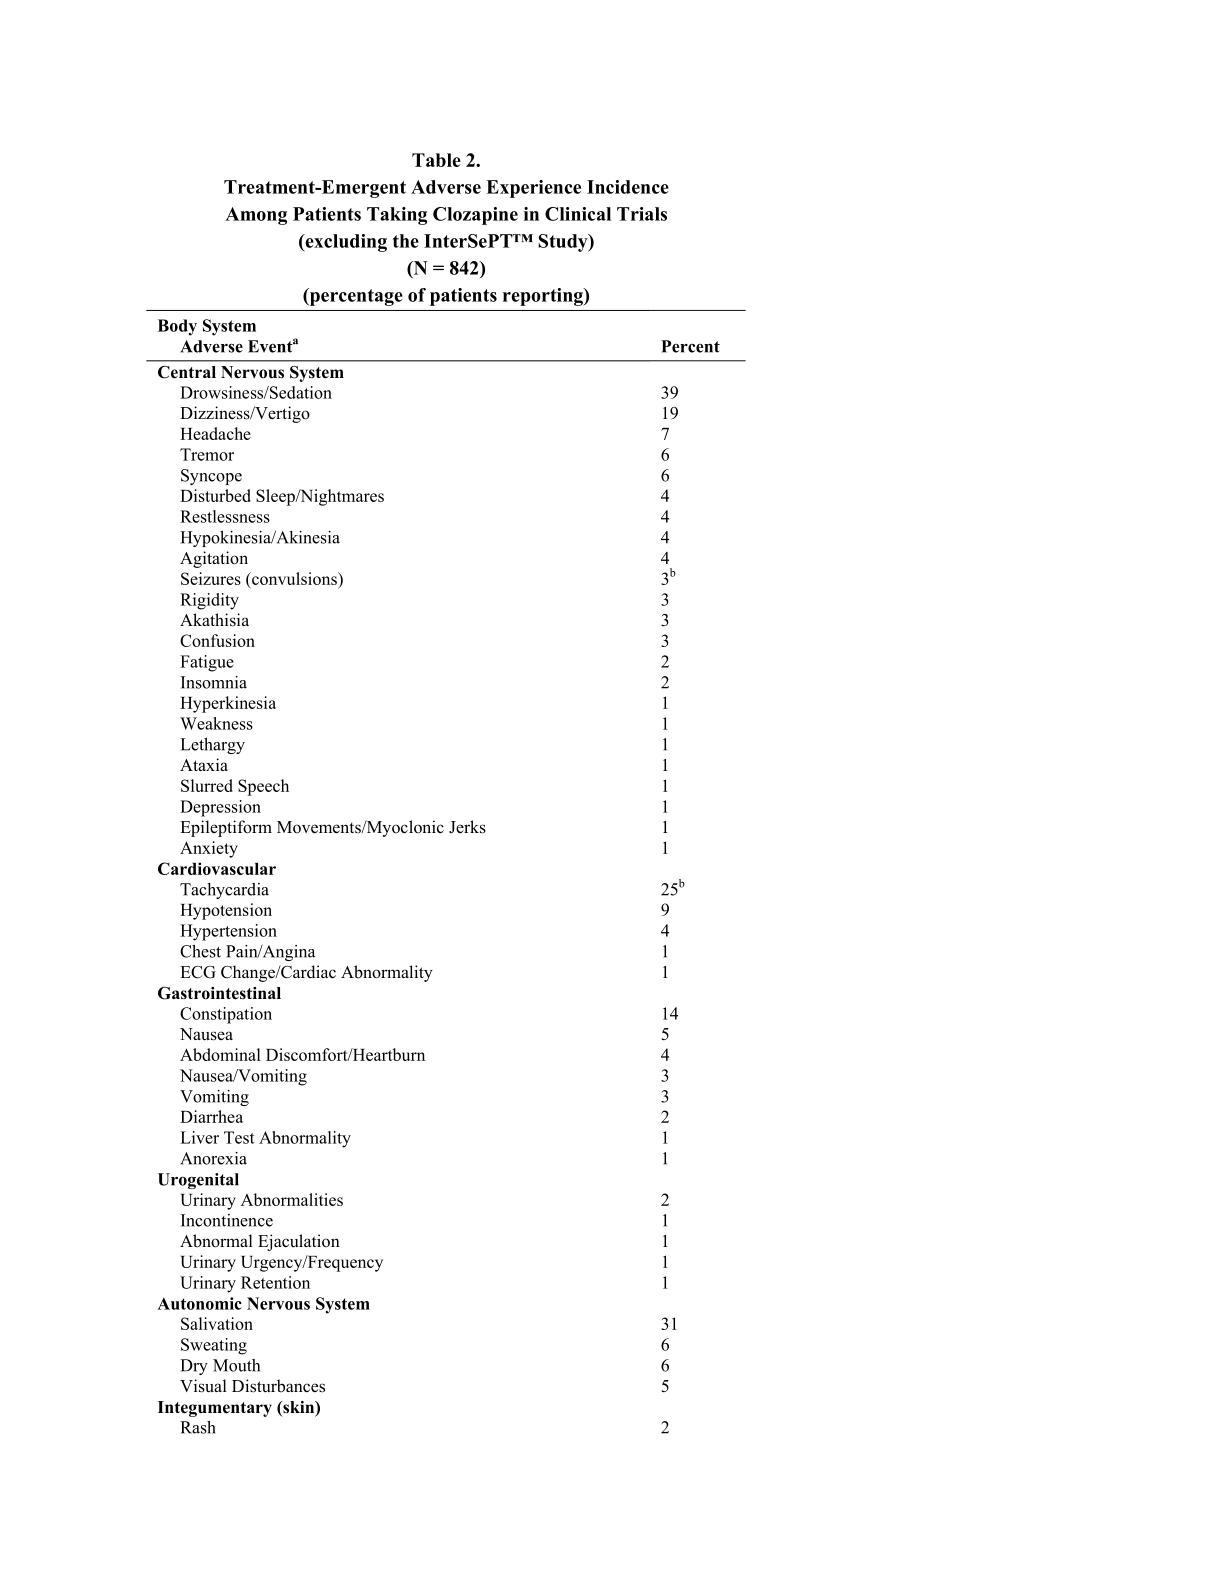 Table 2.
Treatment-Emergent Adverse Experience Incidence
Among Patients Taking Clozapine in Clinical Trials
(excluding the InterSePT™ Study)
(N = 842)
(percentage of patients reporting)
Body System
Adverse Eventᵃ Percent
Central Nervous System
Drowsiness/Sedation 39
Dizziness/Vertigo 19
Headache 7
Tremor 6
Syncope 6
Disturbed Sleep/Nightmares 4
Restlessness 4
Hypokinesia/Akinesia 4
Agitation 4
Seizures (convulsions) 3ᵇ
Rigidity 3
Akathisia 3
Confusion 3
Fatigue 2
Insomnia 2
Hyperkinesia 1
Weakness 1
Lethargy 1
Ataxia 1
Slurred Speech 1
Depression 1
Epileptiform Movements/Myoclonic Jerks 1
Anxiety 1
Cardiovascular
Tachycardia 25ᵇ
Hypotension 9
Hypertension 4
Chest Pain/Angina 1
ECG Change/Cardiac Abnormality 1
Gastrointestinal
Constipation 14
Nausea 5
Abdominal Discomfort/Heartburn 4
Nausea/Vomiting 3
Vomiting 3
Diarrhea 2
Liver Test Abnormality 1
Anorexia 1
Urogenital
Urinary Abnormalities 2
Incontinence 1
Abnormal Ejaculation 1
Urinary Urgency/Frequency 1
Urinary Retention 1
Autonomic Nervous System
Salivation 31
Sweating 6
Dry Mouth 6
Visual Disturbances 5
Integumentary (skin)
Rash 2